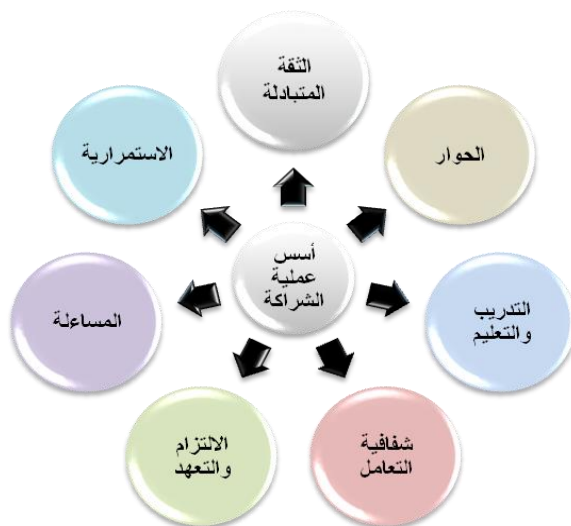 الثقة
المتبادلة
الحوار
الاستمرارية
أسس
عملية
الشراكة
التدريب
والتعليم
المساءلة
شفافية
التعامل
الالتزام
والتعهد